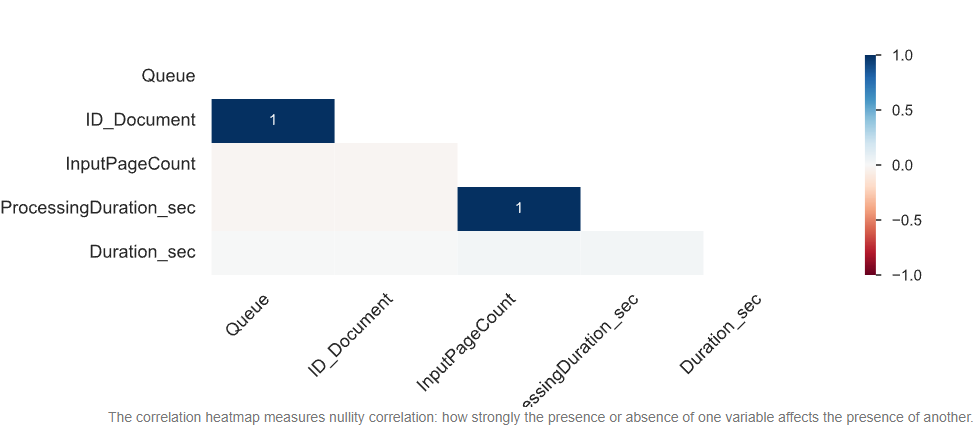 Queue
ID_Document
1
InputPageCount
ProcessingDuration_sec
1
Duration_sec
1.0
0.5
0.0
−0.5
−1.0
Queue
ID_Document
InputPageCount
essingDuration_sec
Duration_sec
The correlation heatmap measures nullity correlation: how strongly the presence or absence of one variable affects the presence of another.